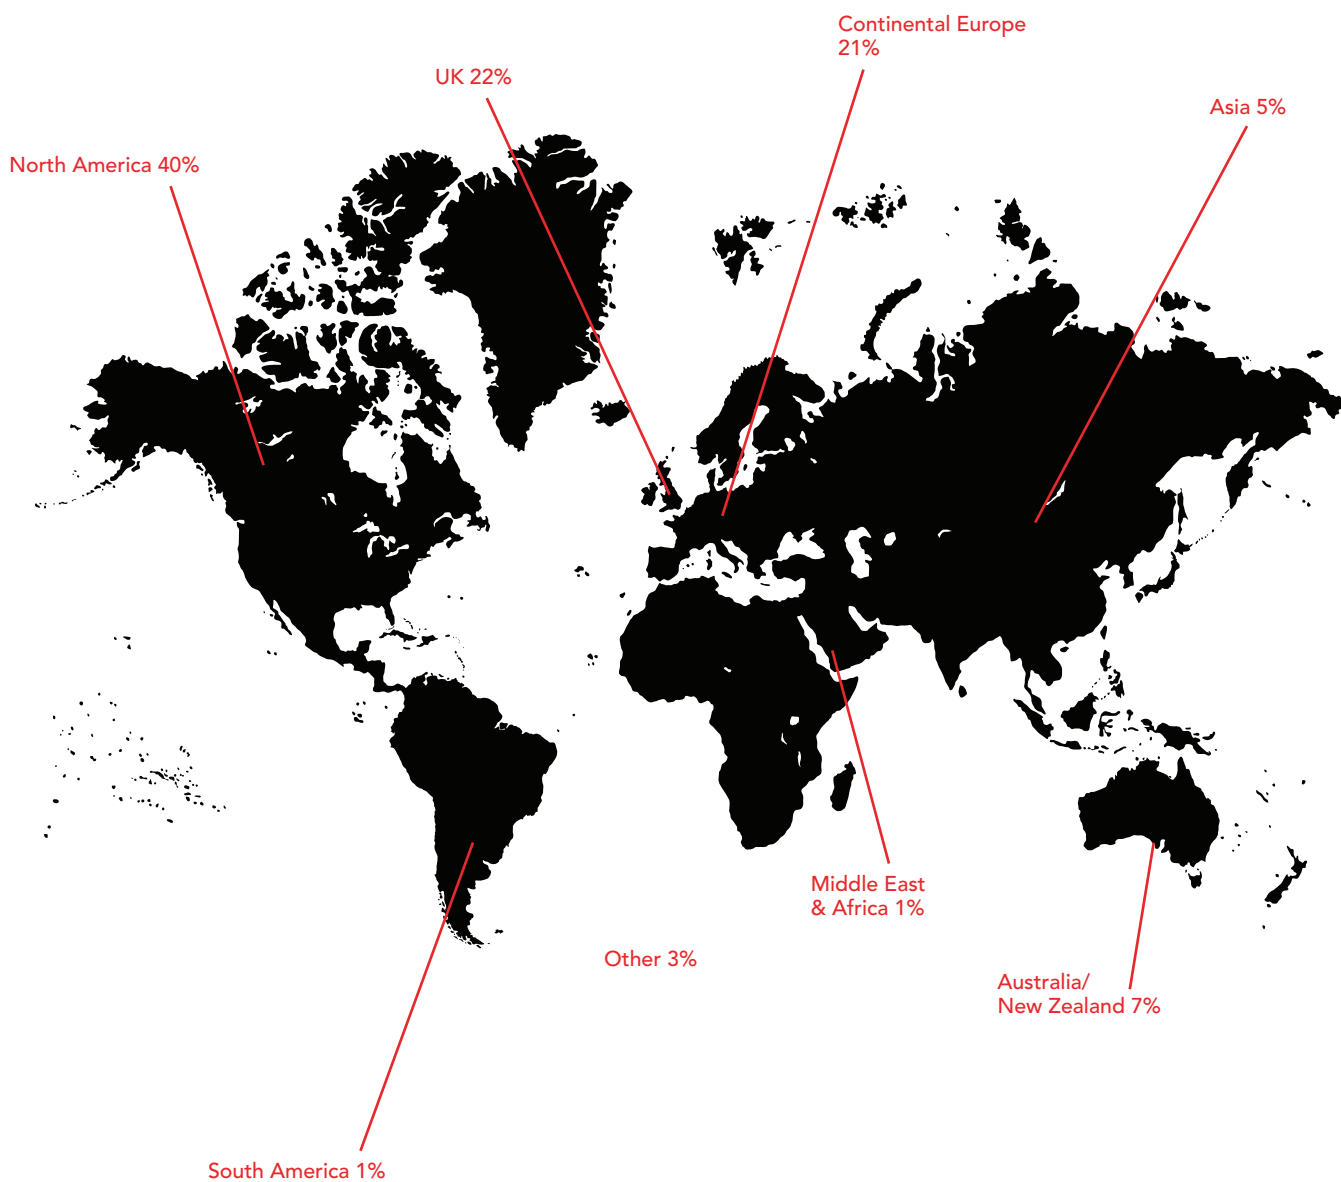 Continental Europe
21%
UK 22%
Asia 5%
North America 40%
Middle East
& Africa 1%
Other 3%
Australia/
New Zealand 7%
South America 1%